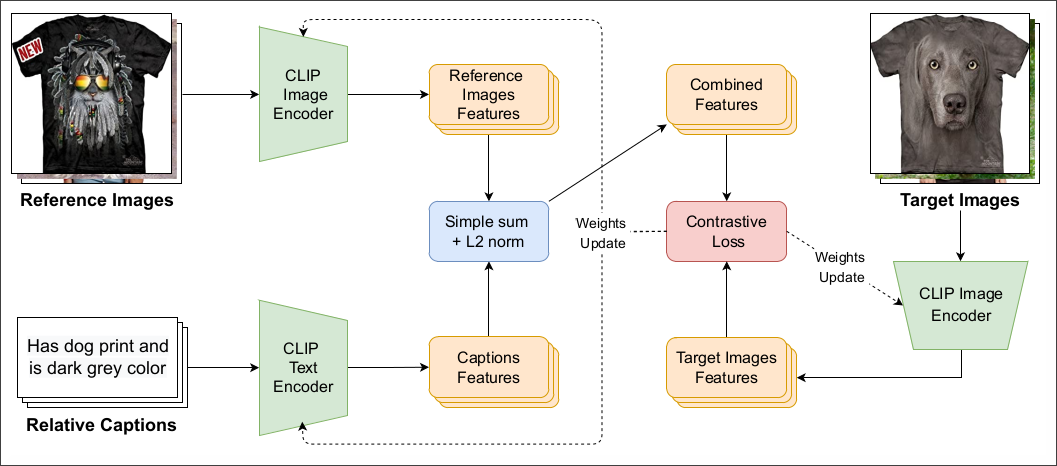 NEW
Reference Images
CLIP
Image
Encoder
Reference
Images
Features
Combined
Features
Target Images
Simple sum
+ L2 norm
Weights
Update
Contrastive
Loss
Weights
Update
CLIP Image
Encoder
Has dog print and
is dark grey color
Relative Captions
CLIP
Text
Encoder
Captions
Features
Target Images
Features